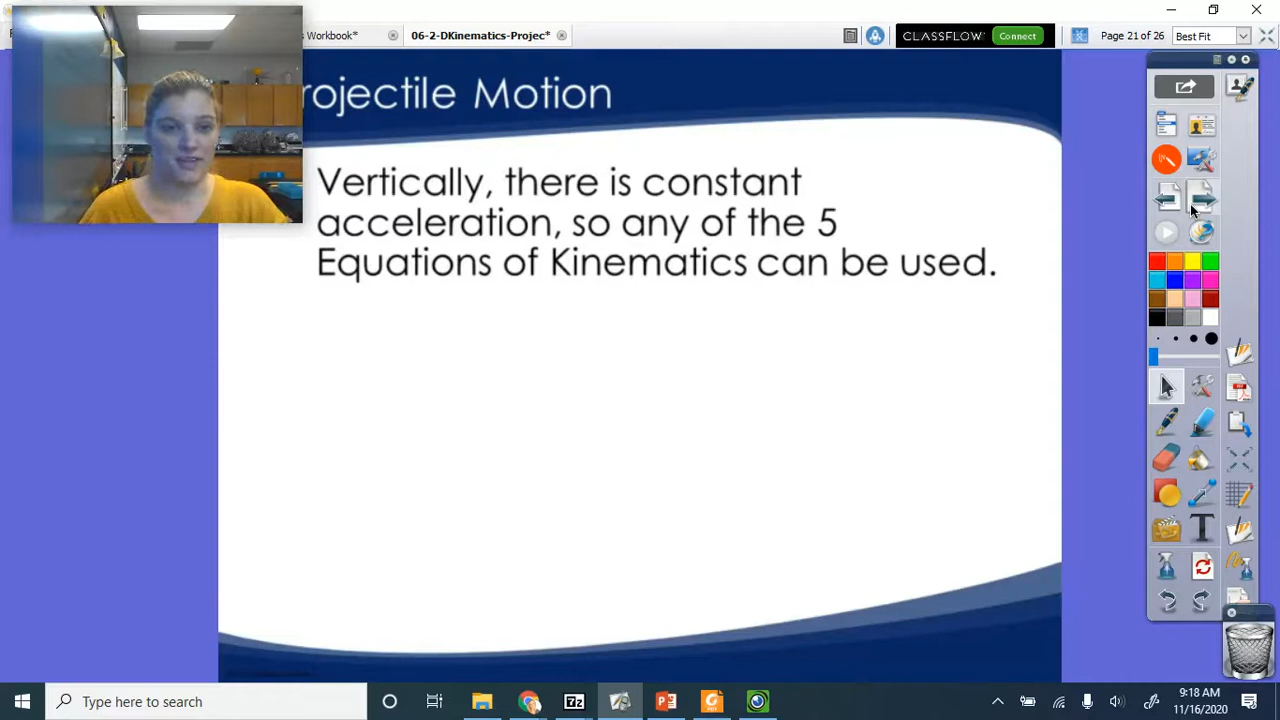 s Workbook*
06-2-DKinematics-Projec*
CLASSFLOW Connect
Page 21 of 26
Best Fit
rojectile Motion
Vertically, there is constant
acceleration, so any of the 5
Equations of Kinematics can be used.
T
Type here to search
7z
9:18 AM
11/16/2020